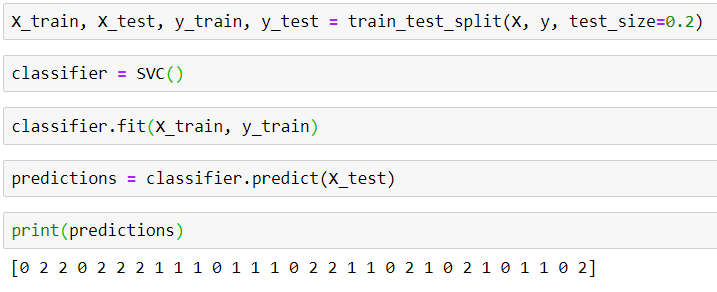 X_train, X_test, y_train, y_test = train_test_split(X, y, test_size=0.2)
classifier = SVC()
classifier.fit(X_train, y_train)
predictions = classifier.predict(X_test)
print(predictions)
[0 2 2 0 2 2 2 1 1 1 0 1 1 1 0 2 2 1 1 0 2 1 0 2 1 0 1 1 0 2]